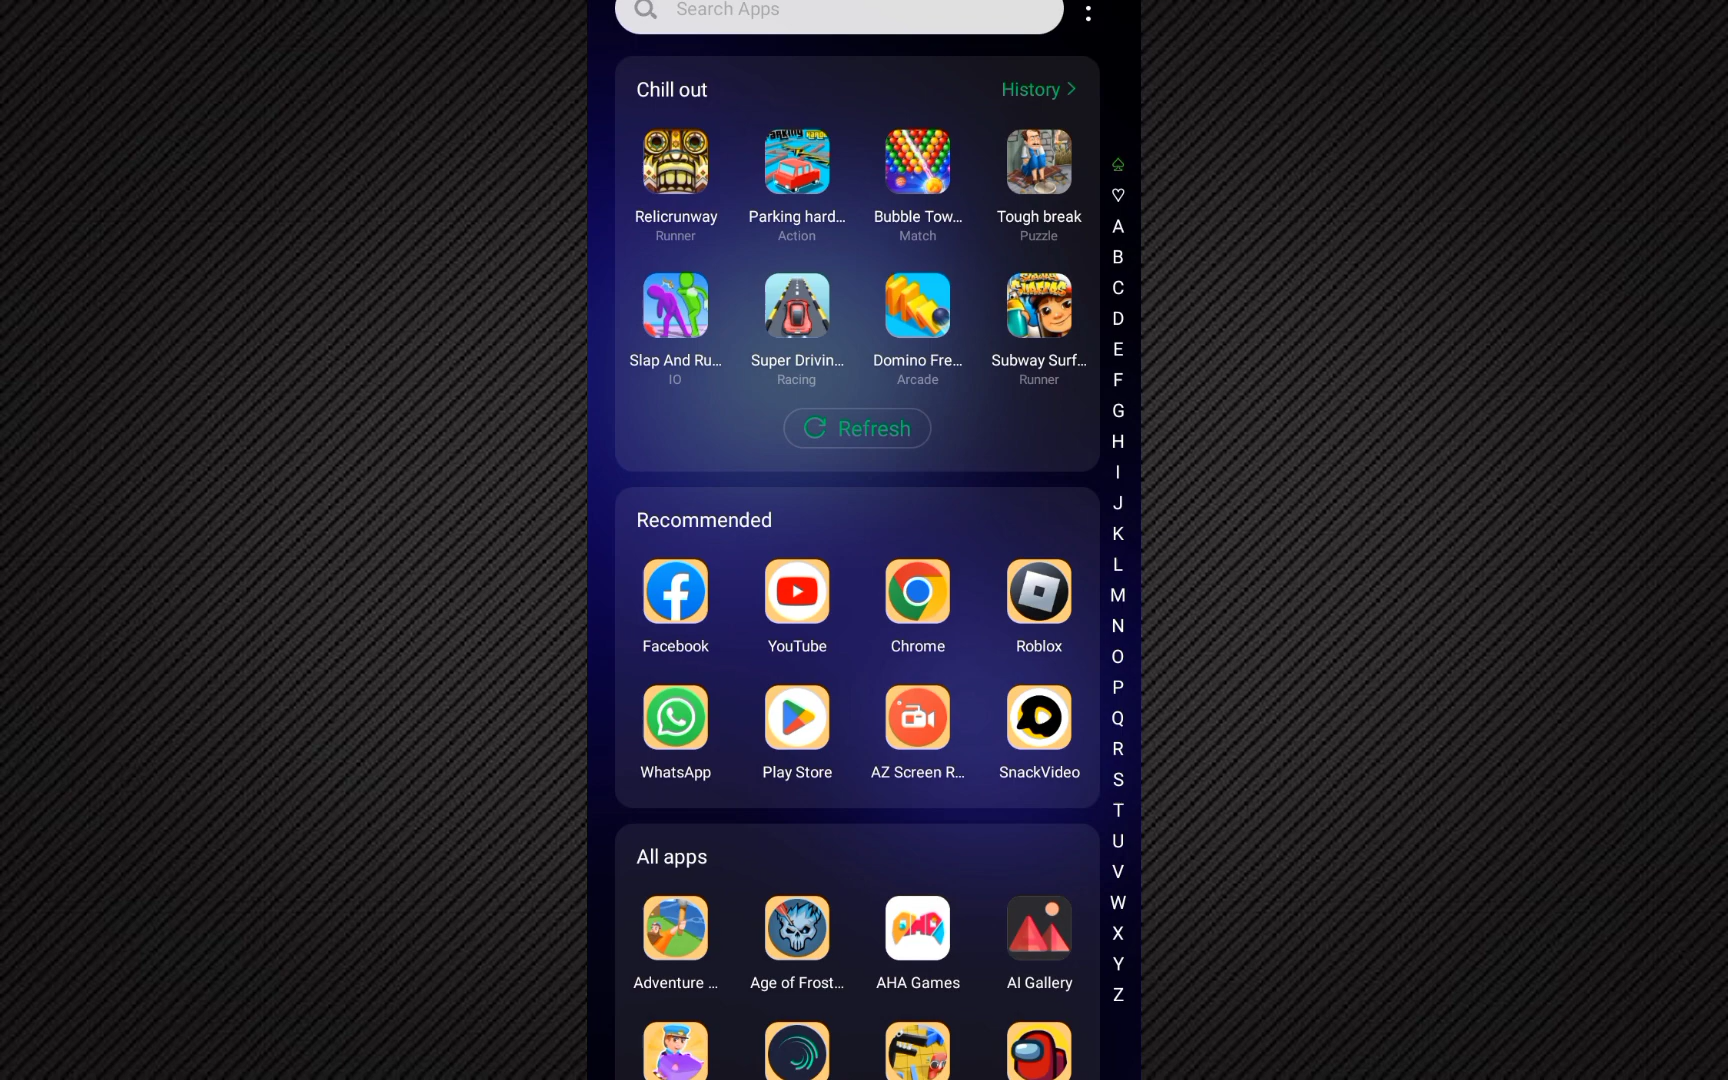 Search Apps
Chill out
History
Relicrunway
Parking hard...
Bubble Tow...
Tough break
Runner
Action
Match
Puzzle
Slap And Ru...
Super Drivin...
Domino Fre...
Subway Surf...
IO
Racing
Arcade
Runner
Refresh
Recommended
Facebook
YouTube
Chrome
Roblox
WhatsApp
Play Store
AZ Screen R...
SnackVideo
All apps
Adventure ...
Age of Frost...
AHA Games
AI Gallery
A
B
C
D
E
F
G
H
I
J
K
L
M
N
O
P
Q
R
S
T
U
V
W
X
Y
Z